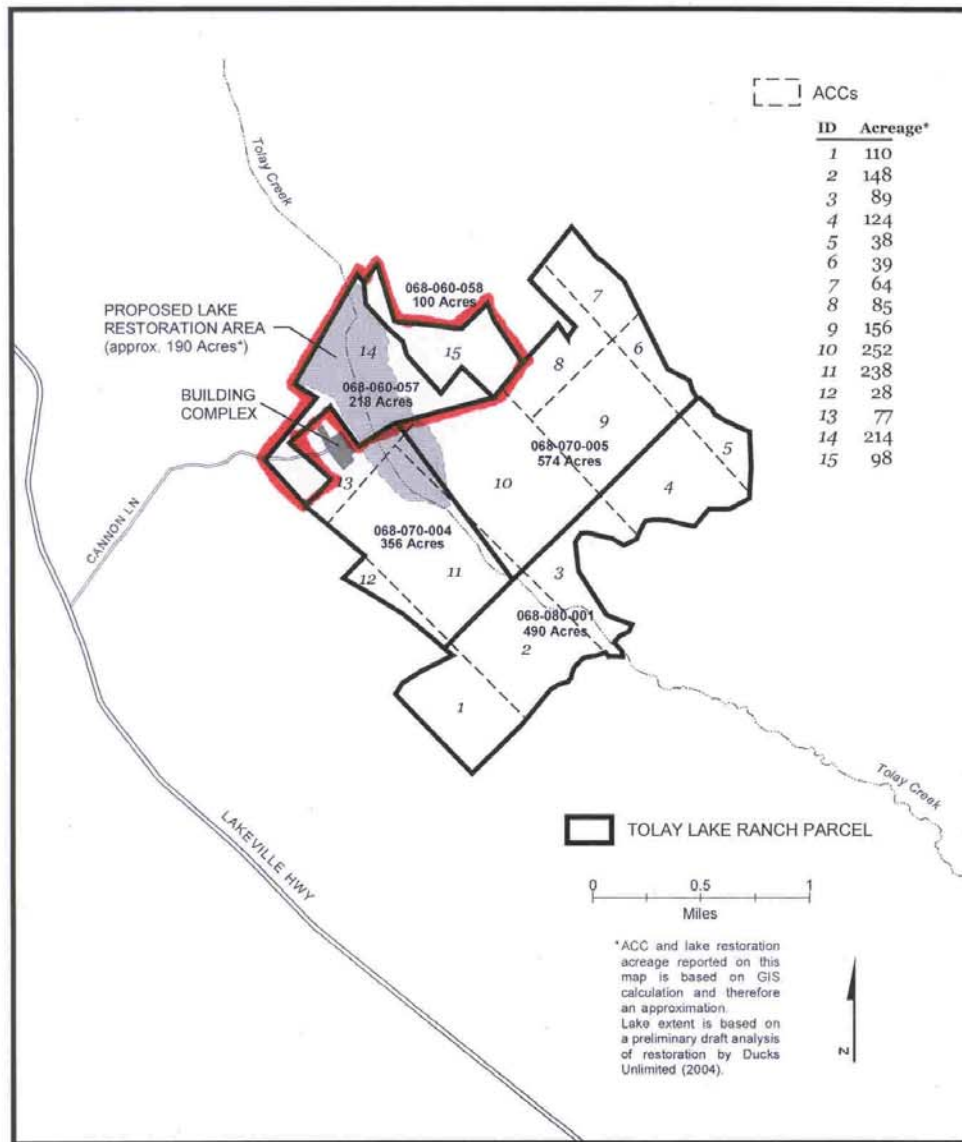 ACCs
ID Acreage*
1 110
2 148
3 89
4 124
5 38
6 39
7 64
8 85
9 156
10 252
11 238
12 28
13 77
14 214
15 98
Tolay Creek
068-060-058
100 Acres
PROPOSED LAKE
RESTORATION AREA
(approx. 190 Acres*)
7
14
15
8
6
068-060-057
218 Acres
BUILDING
COMPLEX
9
068-070-005
574 Acres
5
13
10
4
CANNON LN
068-070-004
356 Acres
12
11
3
068-080-001
490 Acres
2
1
Tolay Creek
LAKEVILLE HWY
TOLAY LAKE RANCH PARCEL
0 0.5 1
Miles
*ACC and lake restoration
acreage reported on this
map is based on GIS
calculation and therefore
an approximation.
Lake extent is based on
a preliminary draft analysis
of restoration by Ducks
Unlimited (2004).
N